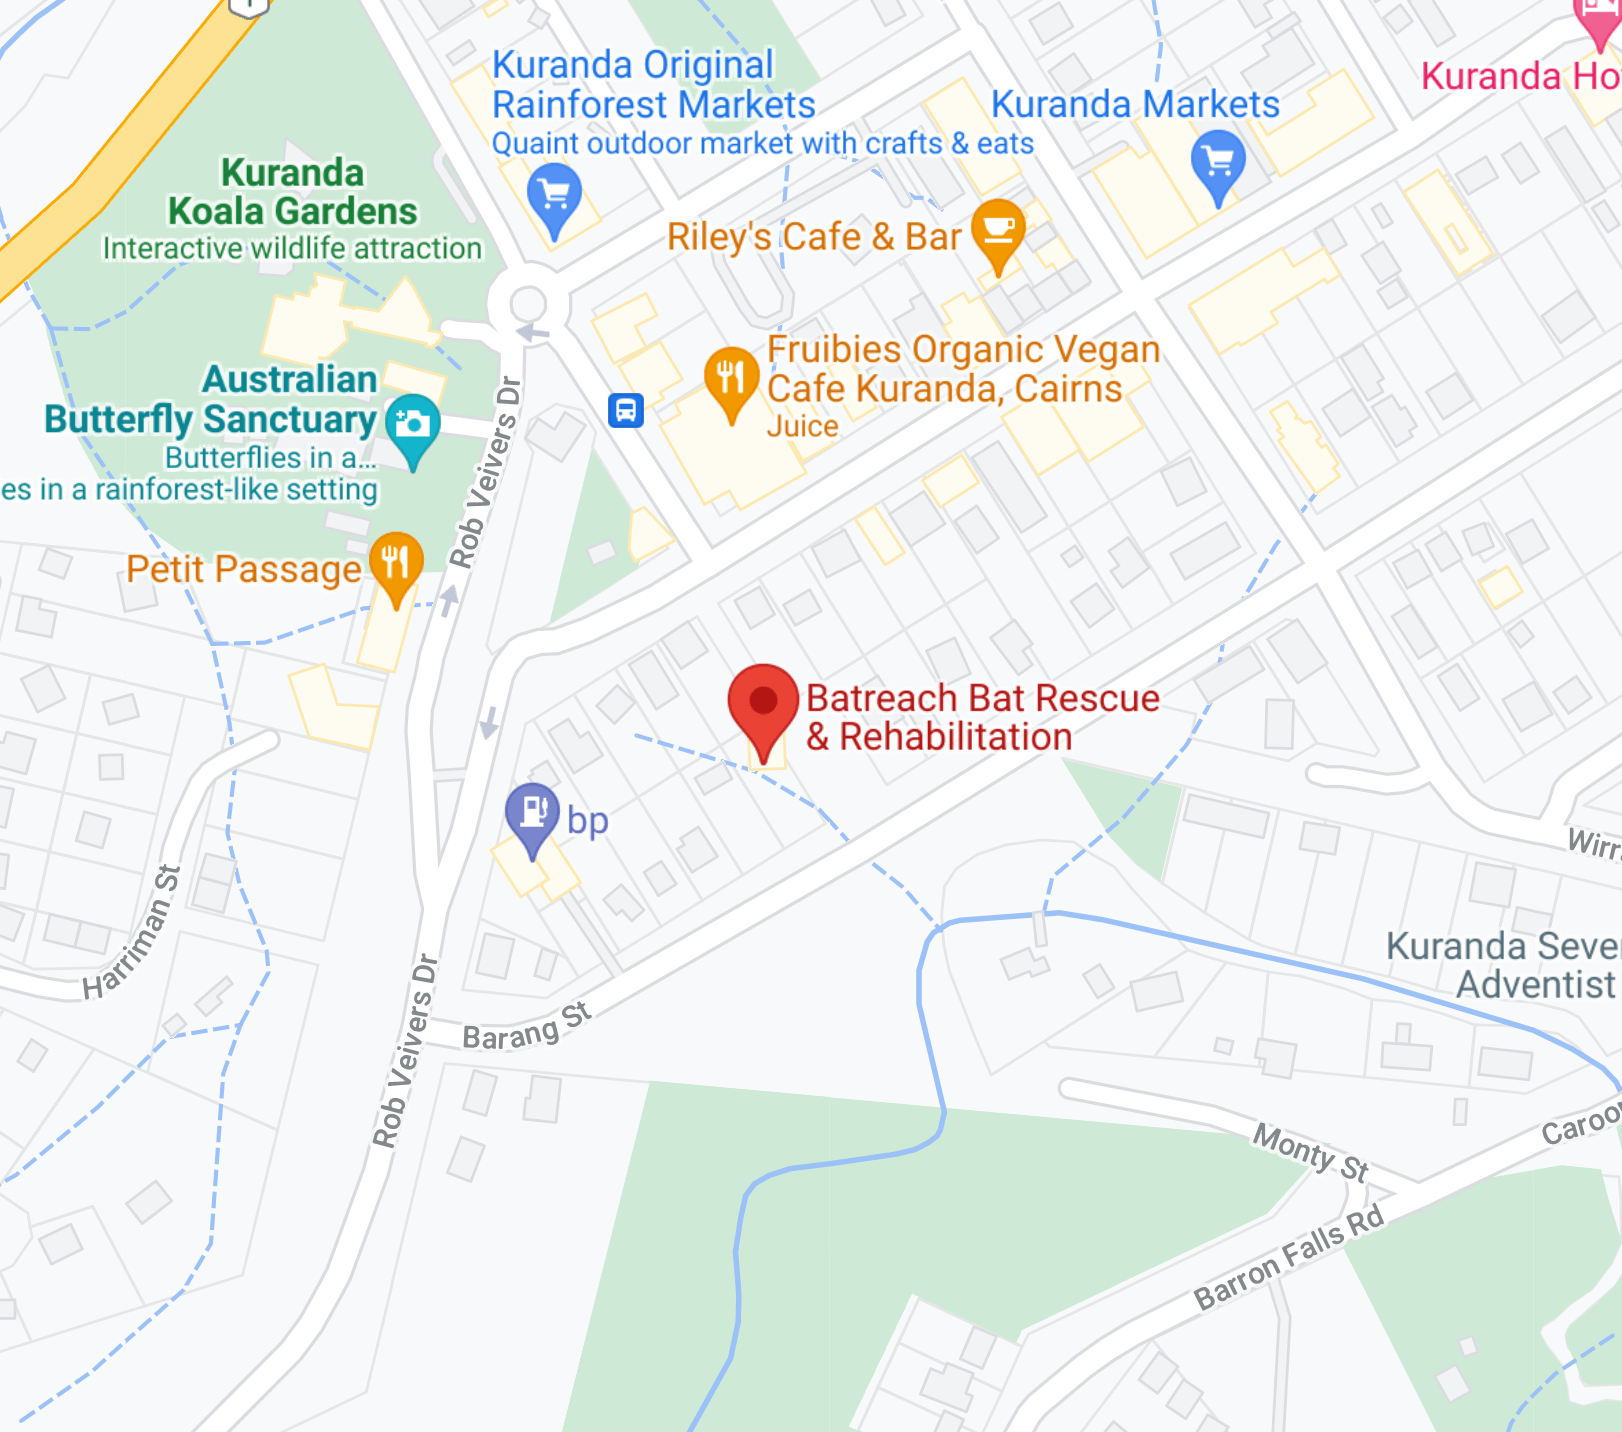 Kuranda Original
Rainforest Markets
Quaint outdoor market with crafts & eats
Kuranda Markets
Kuranda Ho
Kuranda
Koala Gardens
Interactive wildlife attraction
Riley's Cafe & Bar
Fruibies Organic Vegan
Cafe Kuranda, Cairns
Juice
Australian
Butterfly Sanctuary
Butterflies in a...
es in a rainforest-like setting
Rob Veivers Dr
Petit Passage
Batreach Bat Rescue
& Rehabilitation
bp
Wirr
Harriman St
Kuranda Seve
Adventist
Rob Veivers Dr
Barang St
Monty St
Caroo
Barron Falls Rd